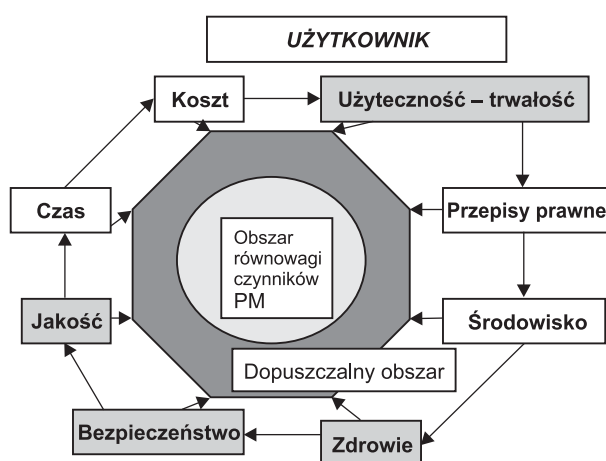 UŻYTKOWNIK
Koszt
Użyteczność – trwałość
Czas
Przepisy prawne
Obszar
równowagi
czynników
PM
Jakość
Środowisko
Dopuszczalny obszar
Bezpieczeństwo
Zdrowie